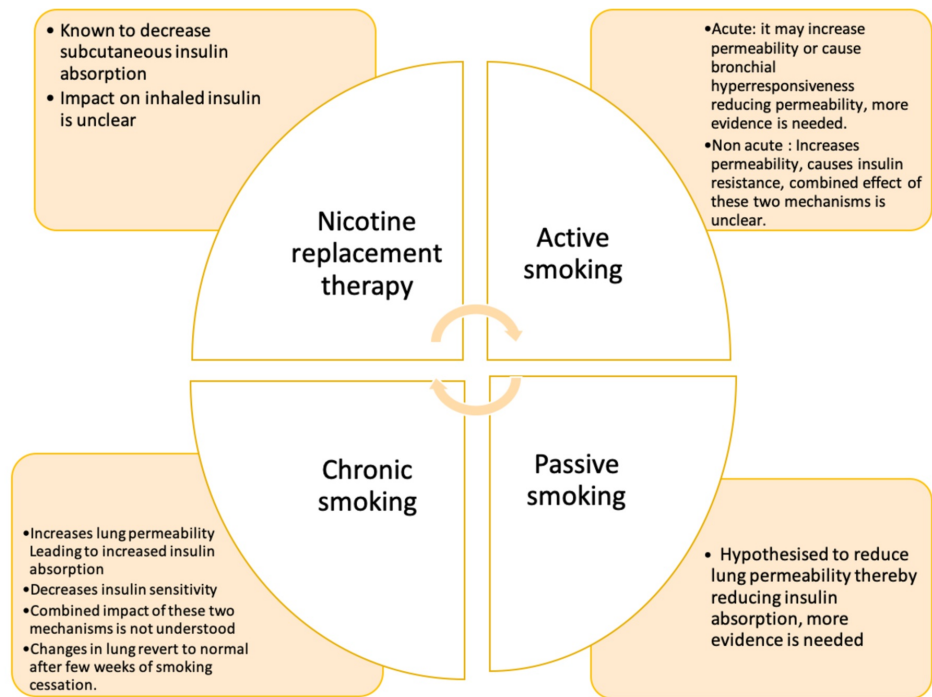 • Known to decrease
subcutaneous insulin
absorption
• Impact on inhaled insulin
is unclear
Nicotine
replacement
therapy
•Acute: it may increase
permeability or cause
bronchial
hyperresponsiveness
reducing permeability, more
evidence is needed.
•Non acute : Increases
permeability, causes insulin
resistance, combined effect of
these two mechanisms is
unclear.
Active
smoking
Chronic
smoking
•Increases lung permeability
Leading to increased insulin
absorption
•Decreases insulin sensitivity
•Combined impact of these two
mechanisms is not understood
•Changes in lung revert to normal
after few weeks of smoking
cessation.
Passive
smoking
• Hypothesised to reduce
lung permeability thereby
reducing insulin
absorption, more
evidence is needed